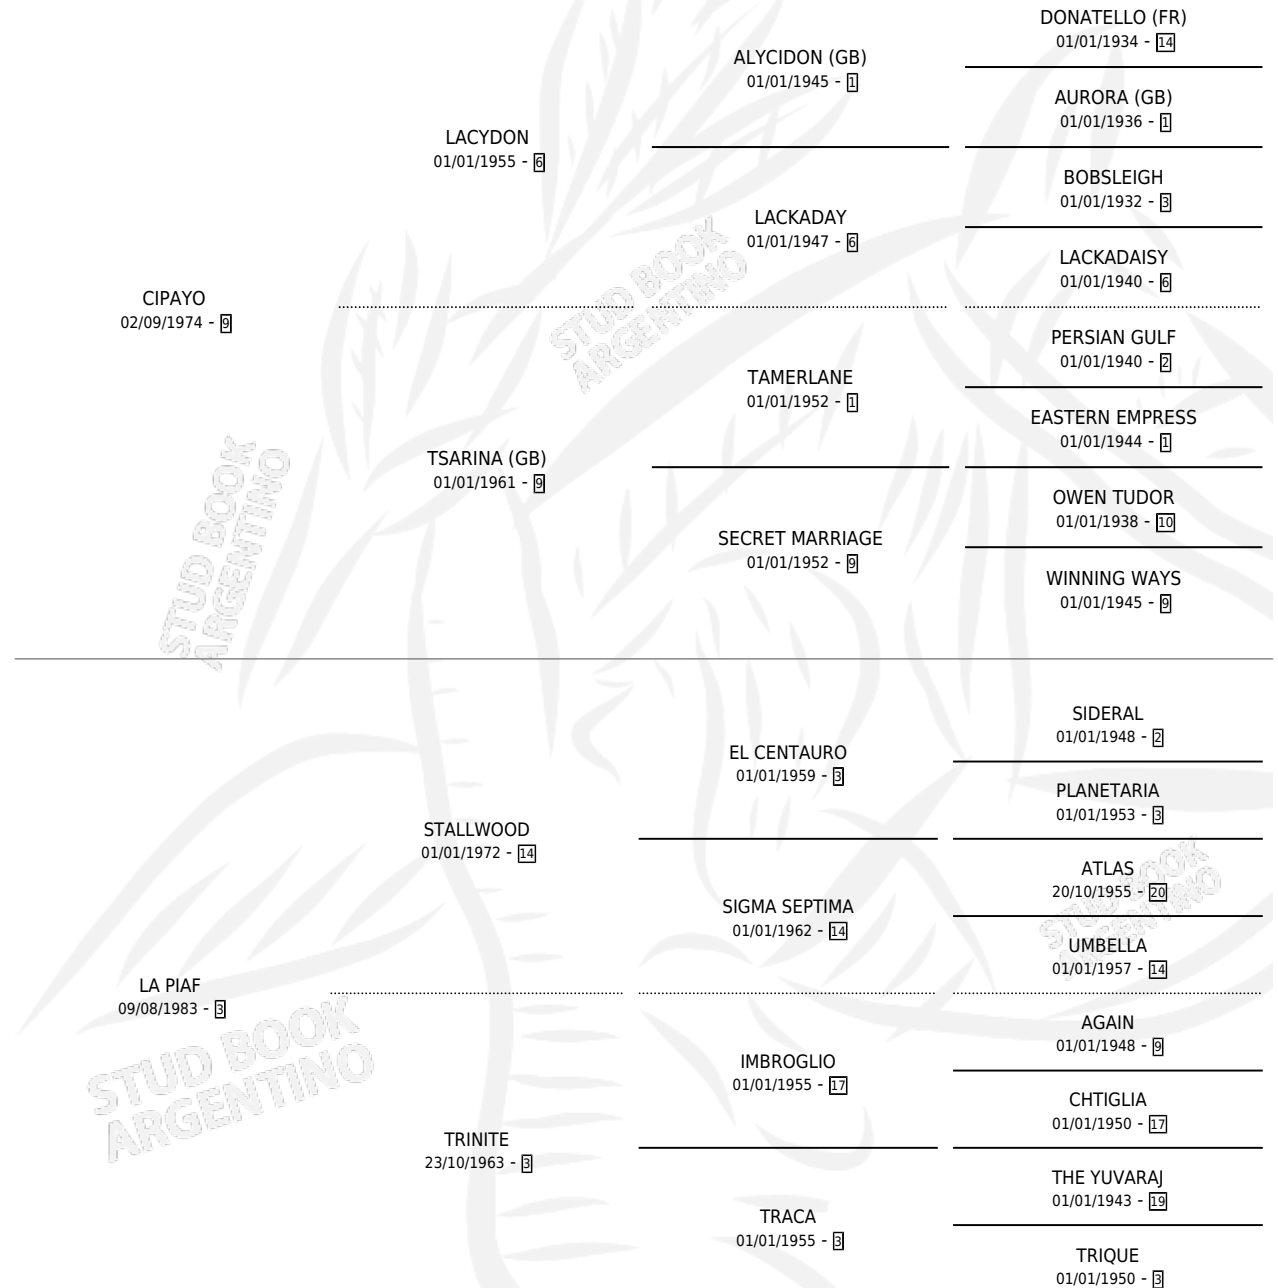 DONATELLO (FR)
01/01/1934 - 14
ALYCIDON (GB)
01/01/1945 - 1
AURORA (GB)
01/01/1936 - 1
LACYDON
01/01/1955 - 6
BOBSLEIGH
01/01/1932 - 3
LACKADAY
01/01/1947 - 6
LACKADAISY
01/01/1940 - 6
CIPAYO
02/09/1974 - 9
PERSIAN GULF
01/01/1940 - 2
TAMERLANE
01/01/1952 - 1
EASTERN EMPRESS
01/01/1944 - 1
TSARINA (GB)
01/01/1961 - 9
OWEN TUDOR
01/01/1938 - 10
SECRET MARRIAGE
01/01/1952 - 9
WINNING WAYS
01/01/1945 - 9
SIDERAL
01/01/1948 - 2
EL CENTAURO
01/01/1959 - 3
PLANETARIA
01/01/1953 - 3
STALLWOOD
01/01/1972 - 14
ATLAS
20/10/1955 - 20
SIGMA SEPTIMA
01/01/1962 - 14
UMBELLA
01/01/1957 - 14
LA PIAF
09/08/1983 - 3
AGAIN
01/01/1948 - 9
IMBROGLIO
01/01/1955 - 17
CHTIGLIA
01/01/1950 - 17
TRINITE
23/10/1963 - 3
THE YUVARAJ
01/01/1943 - 19
TRACA
01/01/1955 - 3
TRIQUE
01/01/1950 - 3
STUD BOOK
ARGENTINO
STUD BOOK
ARGENTINO
STUD BOOK
ARGENTINO
STUD BOOK
ARGENTINO